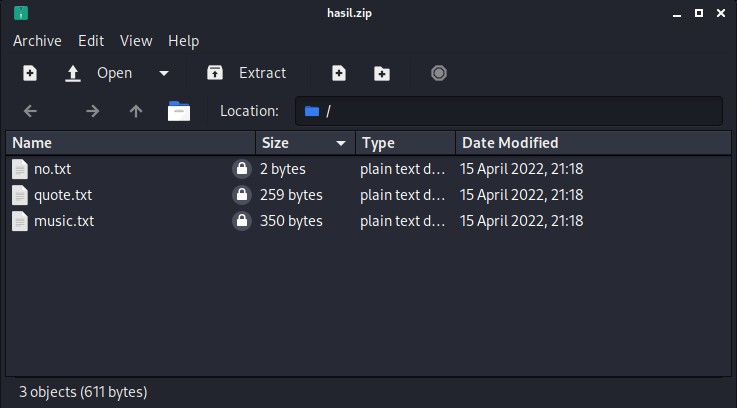 hasil.zip
Archive Edit View Help
Open Extract
Location: /
Name Size Type Date Modified
no.txt 2 bytes plain text d... 15 April 2022, 21:18
quote.txt 259 bytes plain text d... 15 April 2022, 21:18
music.txt 350 bytes plain text d... 15 April 2022, 21:18
3 objects (611 bytes)